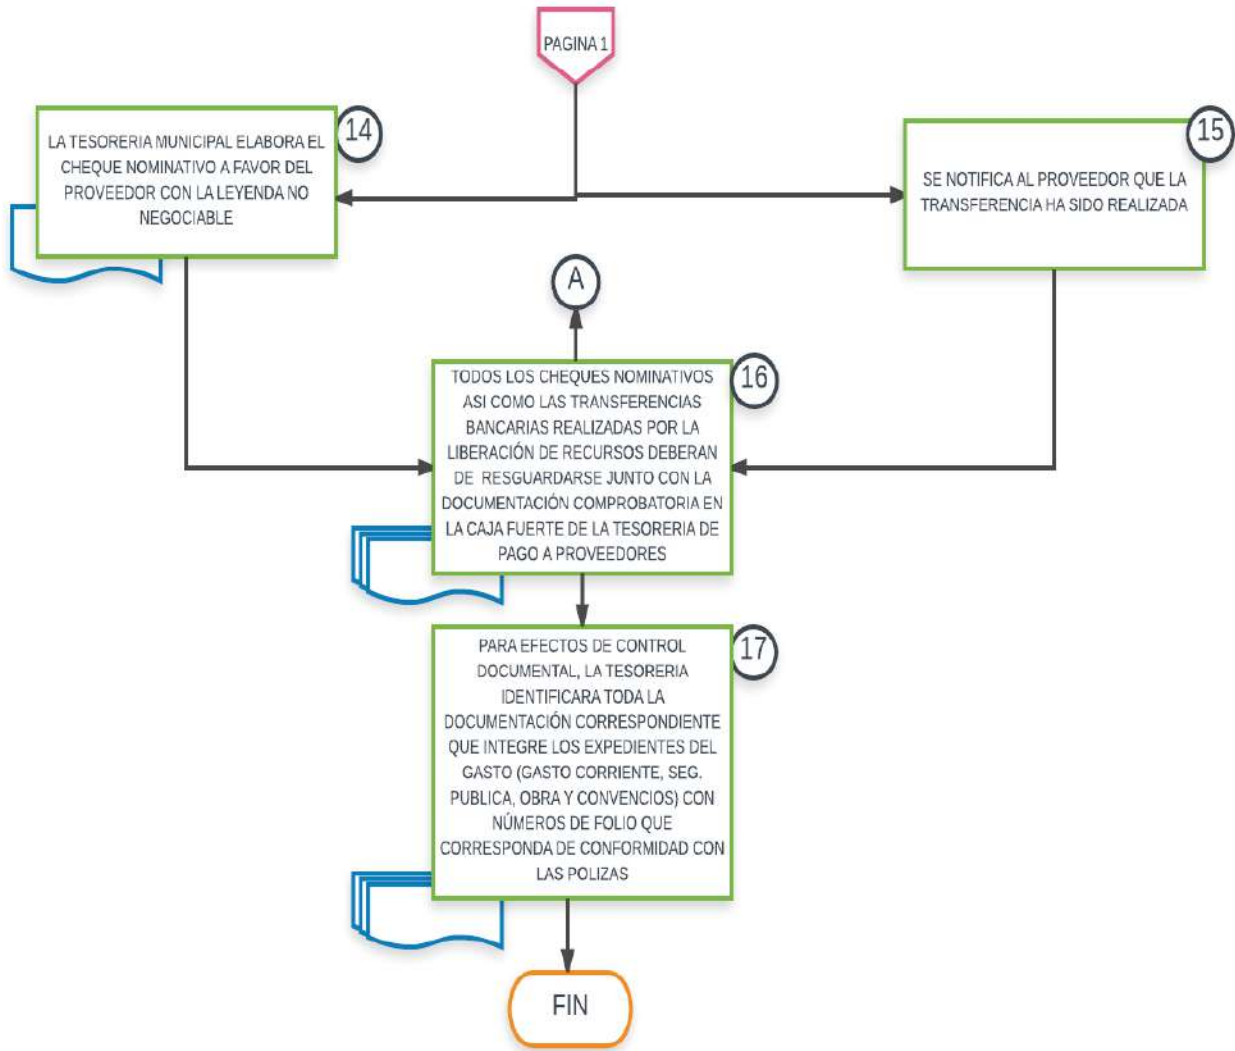 PAGINA 1
14
LA TESORERIA MUNICIPAL ELABORA EL
CHEQUE NOMINATIVO A FAVOR DEL
PROVEEDOR CON LA LEYENDA NO
NEGOCIABLE
15
SE NOTIFICA AL PROVEEDOR QUE LA
TRANSFERENCIA HA SIDO REALIZADA
A
16
TODOS LOS CHEQUES NOMINATIVOS
ASI COMO LAS TRANSFERENCIAS
BANCARIAS REALIZADAS POR LA
LIBERACIÓN DE RECURSOS DEBERAN
DE RESGUARDARSE JUNTO CON LA
DOCUMENTACIÓN COMPROBATORIA EN
LA CAJA FUERTE DE LA TESORERIA DE
PAGO A PROVEEDORES
17
PARA EFECTOS DE CONTROL
DOCUMENTAL, LA TESORERIA
IDENTIFICARA TODA LA
DOCUMENTACIÓN CORRESPONDIENTE
QUE INTEGRE LOS EXPEDIENTES DEL
GASTO (GASTO CORRIENTE, SEG.
PUBLICA, OBRA Y CONVENCIOS) CON
NÚMEROS DE FOLIO QUE
CORRESPONDA DE CONFORMIDAD CON
LAS POLIZAS
FIN